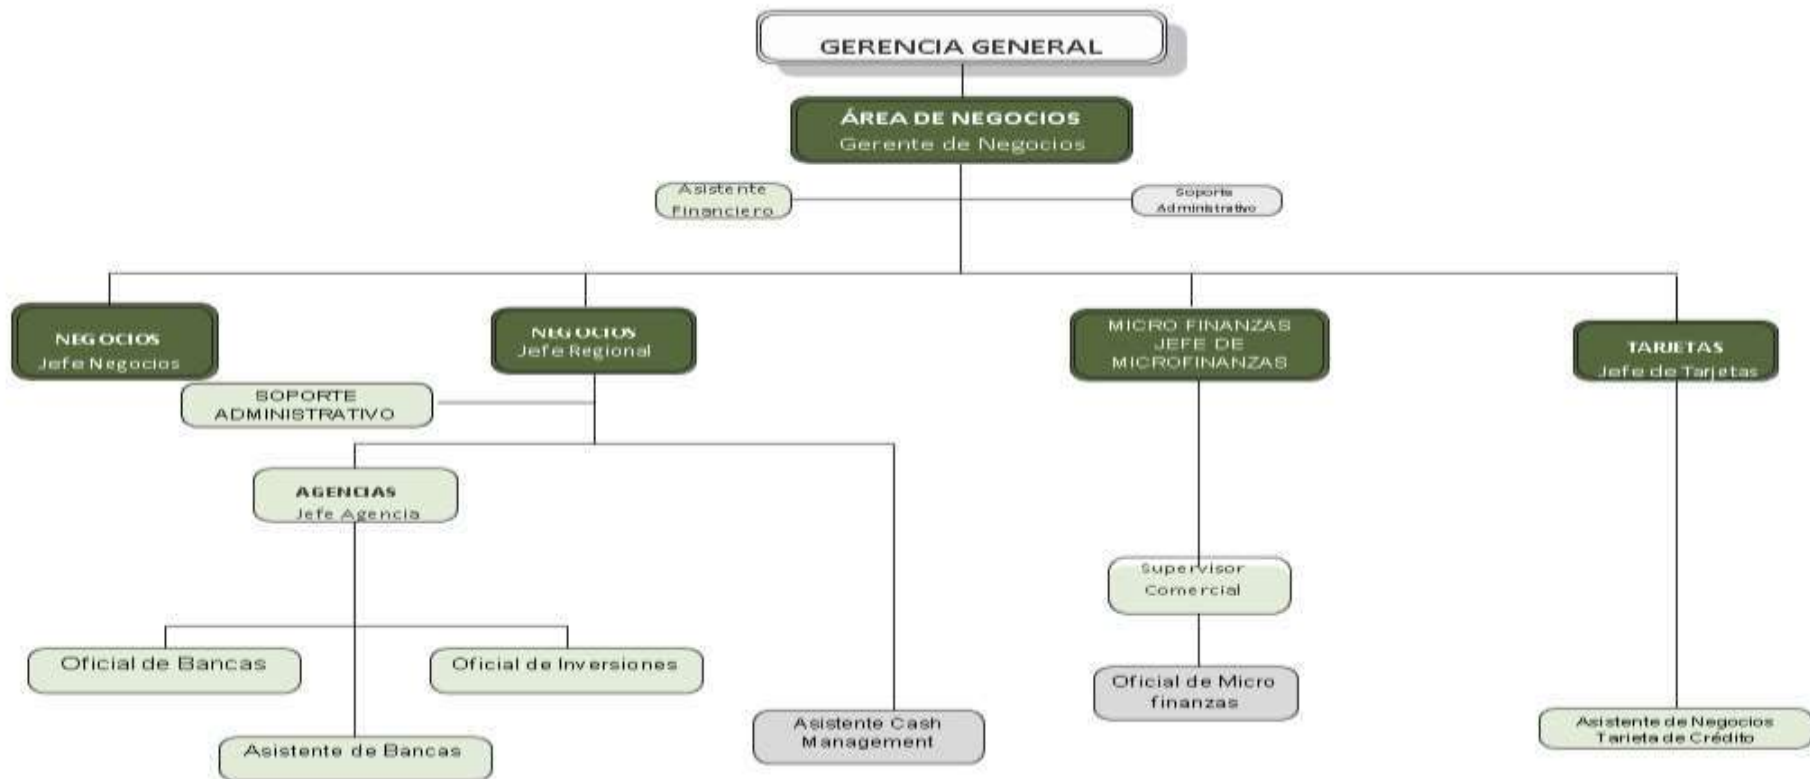 GERENCIA GENERAL
ÁREA DE NEGOCIOS
Gerente de Negocios
Asistente
Financiero
Soporte
Administrativo
NEGOCIOS
Jefe Negocios
NEGOCIOS
Jefe Regional
MICRO FINANZAS
JEFE DE
MICROFINANZAS
TARJETAS
Jefe de Tarjetas
SOPORTE
ADMINISTRATIVO
AGENCIAS
Jefe Agencia
Supervisor
Comercial
Oficial de Bancas
Oficial de Inversiones
Oficial de Micro
finanzas
Asistente Cash
Management
Asistente de Negocios
Tarjeta de Crédito
Asistente de Bancas